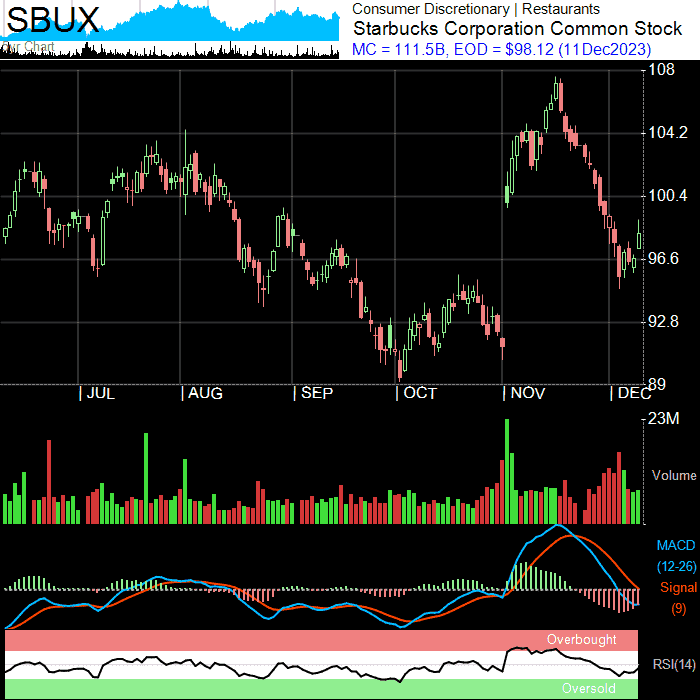 SBUX
Our Chart
Consumer Discretionary | Restaurants
Starbucks Corporation Common Stock
MC = 111.5B, EOD = $98.12 (11Dec2023)
108
104.2
100.4
96.6
92.8
89
| JUL | AUG | SEP | OCT | NOV | DEC
23M
Volume
MACD
(12-26)
Signal
(9)
Overbought
RSI(14)
Oversold